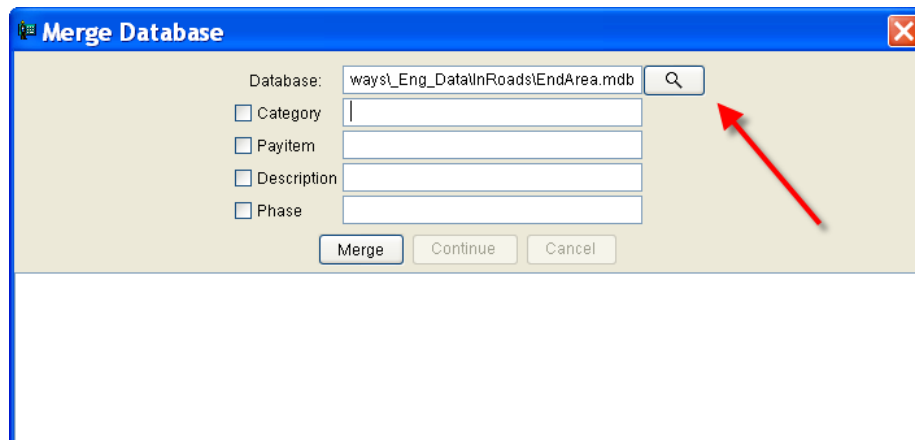 Merge Database
Database: ways\_Eng_Data\InRoads\EndArea.mdb
Category
Payitem
Description
Phase
Merge Continue Cancel